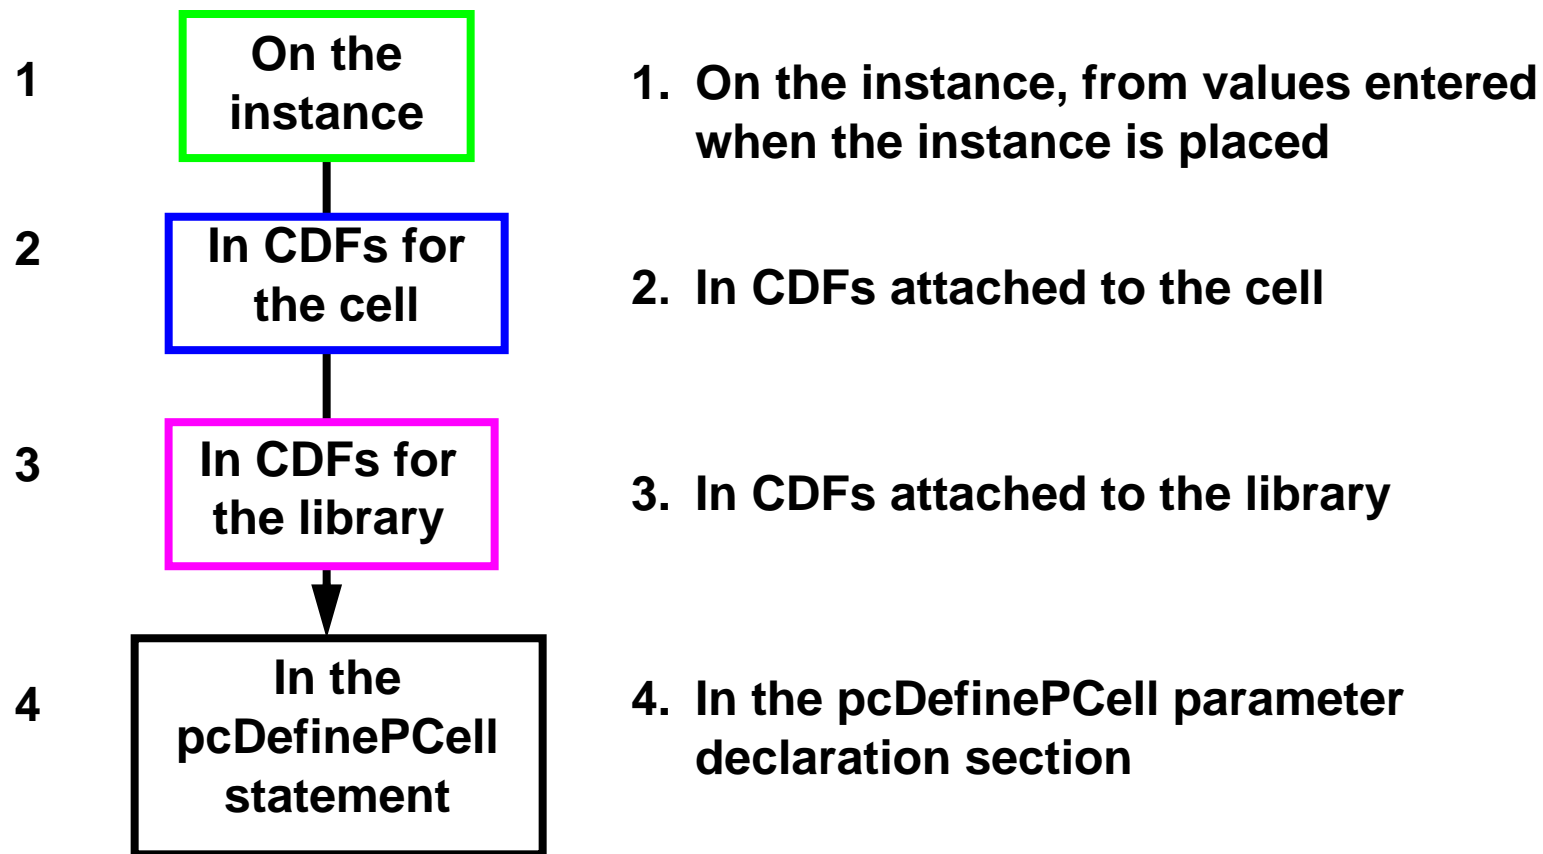 1
On the
instance
1. On the instance, from values entered
when the instance is placed
2
In CDFs for
the cell
2. In CDFs attached to the cell
3
In CDFs for
the library
3. In CDFs attached to the library
4
In the
pcDefinePCell
statement
4. In the pcDefinePCell parameter
declaration section